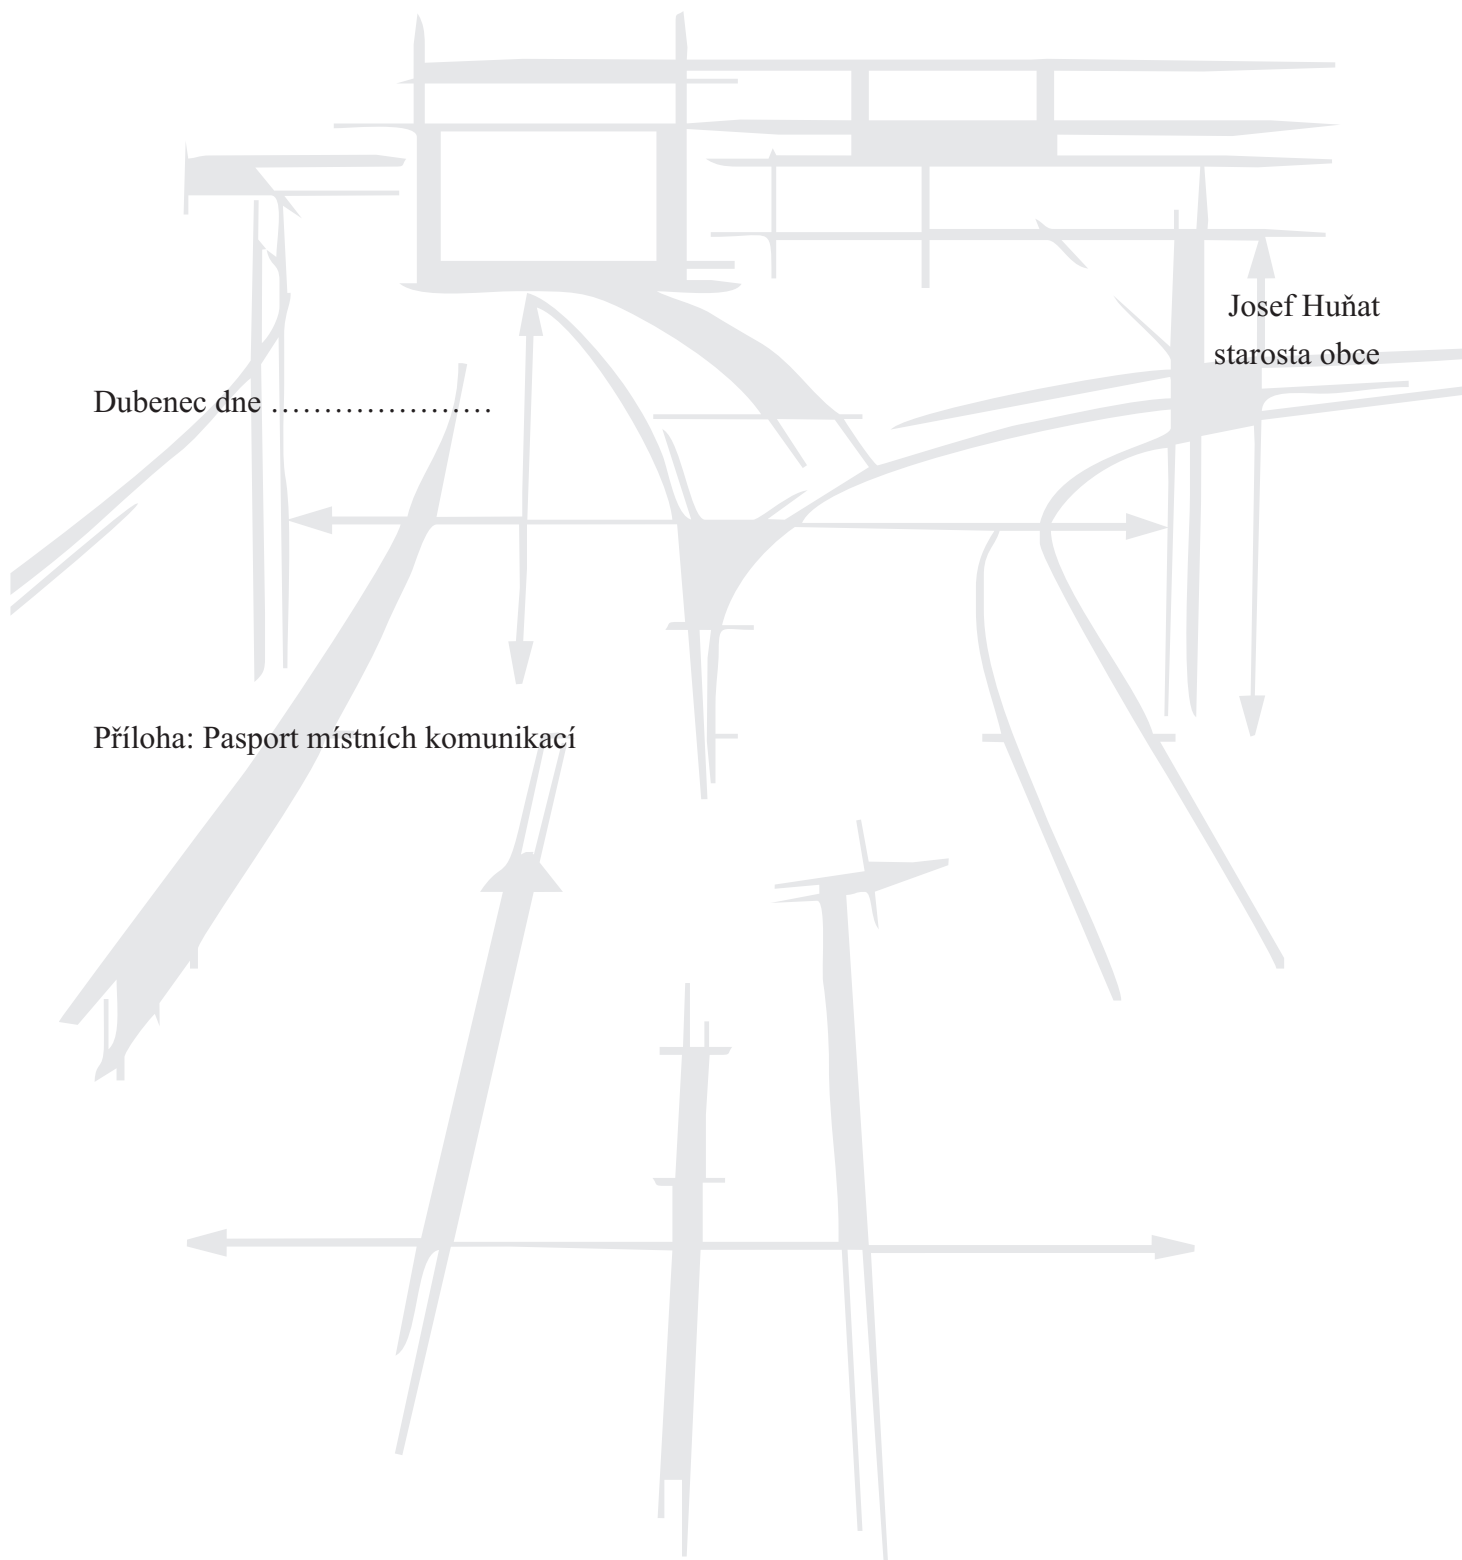 Josef Huňat
starosta obce
Dubenec dne …………………
Příloha: Pasport místních komunikací